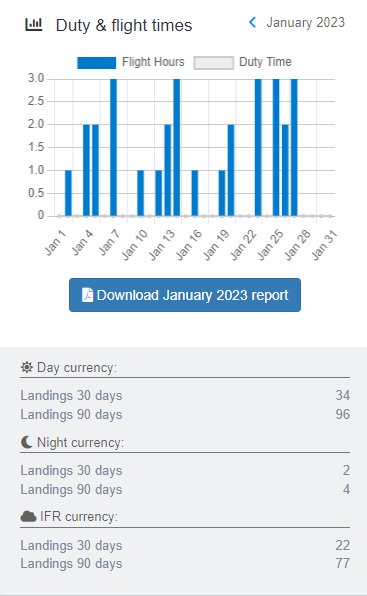 Duty & flight times
January 2023
Flight Hours Duty Time
3.0
2.5
2.0
1.5
1.0
0.5
0
Jan 1 Jan 4 Jan 7 Jan 10 Jan 13 Jan 16 Jan 19 Jan 22 Jan 25 Jan 28 Jan 31
Download January 2023 report
Day currency:
Landings 30 days 34
Landings 90 days 96
Night currency:
Landings 30 days 2
Landings 90 days 4
IFR currency:
Landings 30 days 22
Landings 90 days 77